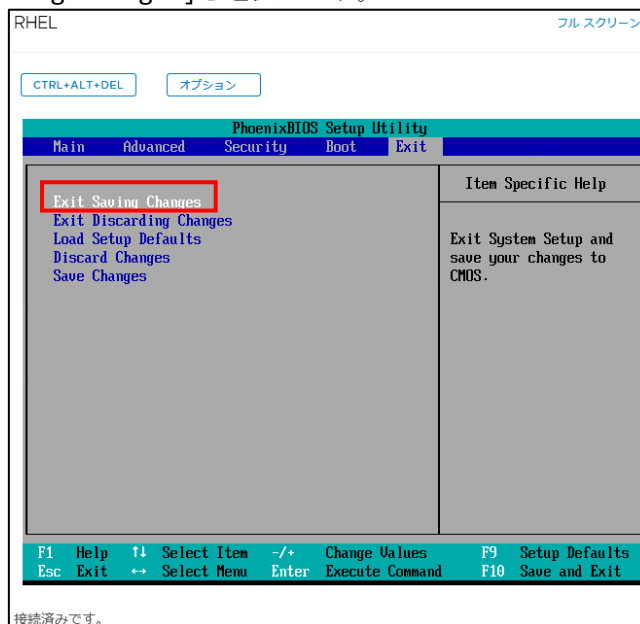 RHEL
フル スクリーン
CTRL+ALT+DEL
オプション
PhoenixBIOS Setup Utility
Main Advanced Security Boot Exit
Exit Saving Changes
Exit Discarding Changes
Load Setup Defaults
Discard Changes
Save Changes
Item Specific Help
Exit System Setup and
save your changes to
CMOS.
F1 Help ↑↓ Select Item -/+ Change Values F9 Setup Defaults
Esc Exit ↔ Select Menu Enter Execute Command F10 Save and Exit
接続済みです。